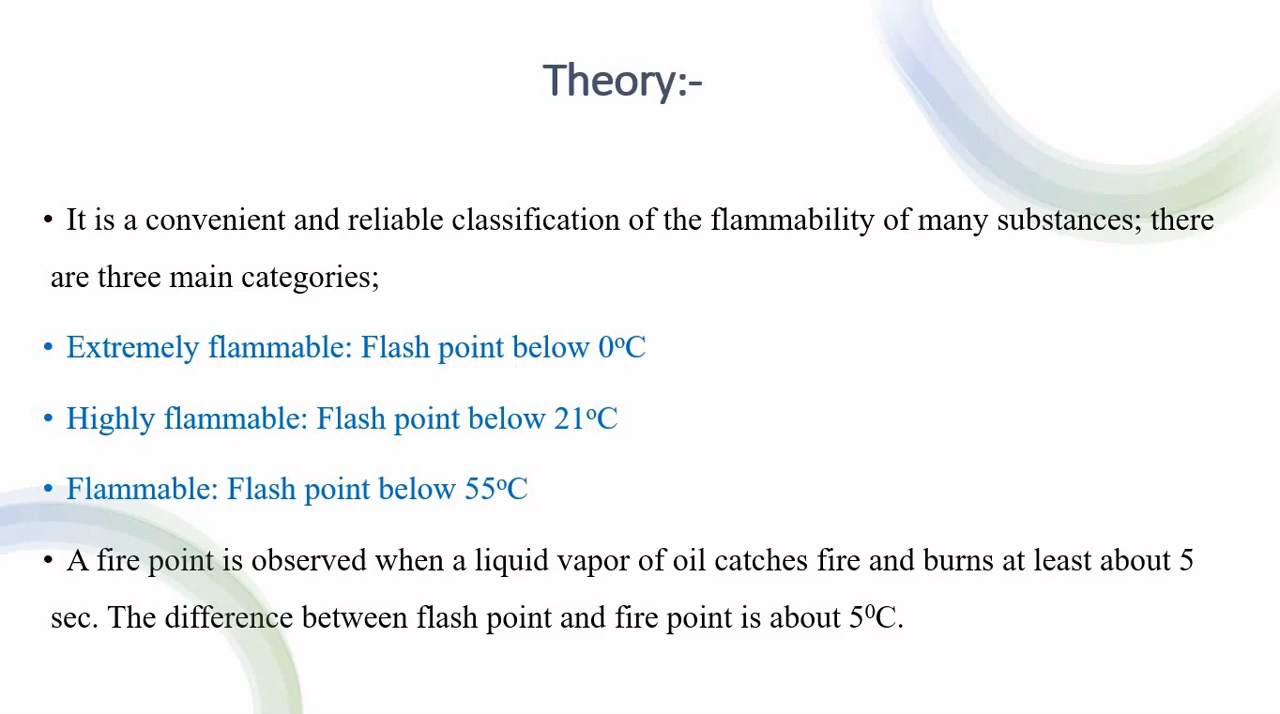 Theory:-
• It is a convenient and reliable classification of the flammability of many substances; there
are three main categories;
• Extremely flammable: Flash point below 0ᵒC
• Highly flammable: Flash point below 21ᵒC
• Flammable: Flash point below 55ᵒC
• A fire point is observed when a liquid vapor of oil catches fire and burns at least about 5
sec. The difference between flash point and fire point is about 5⁰C.